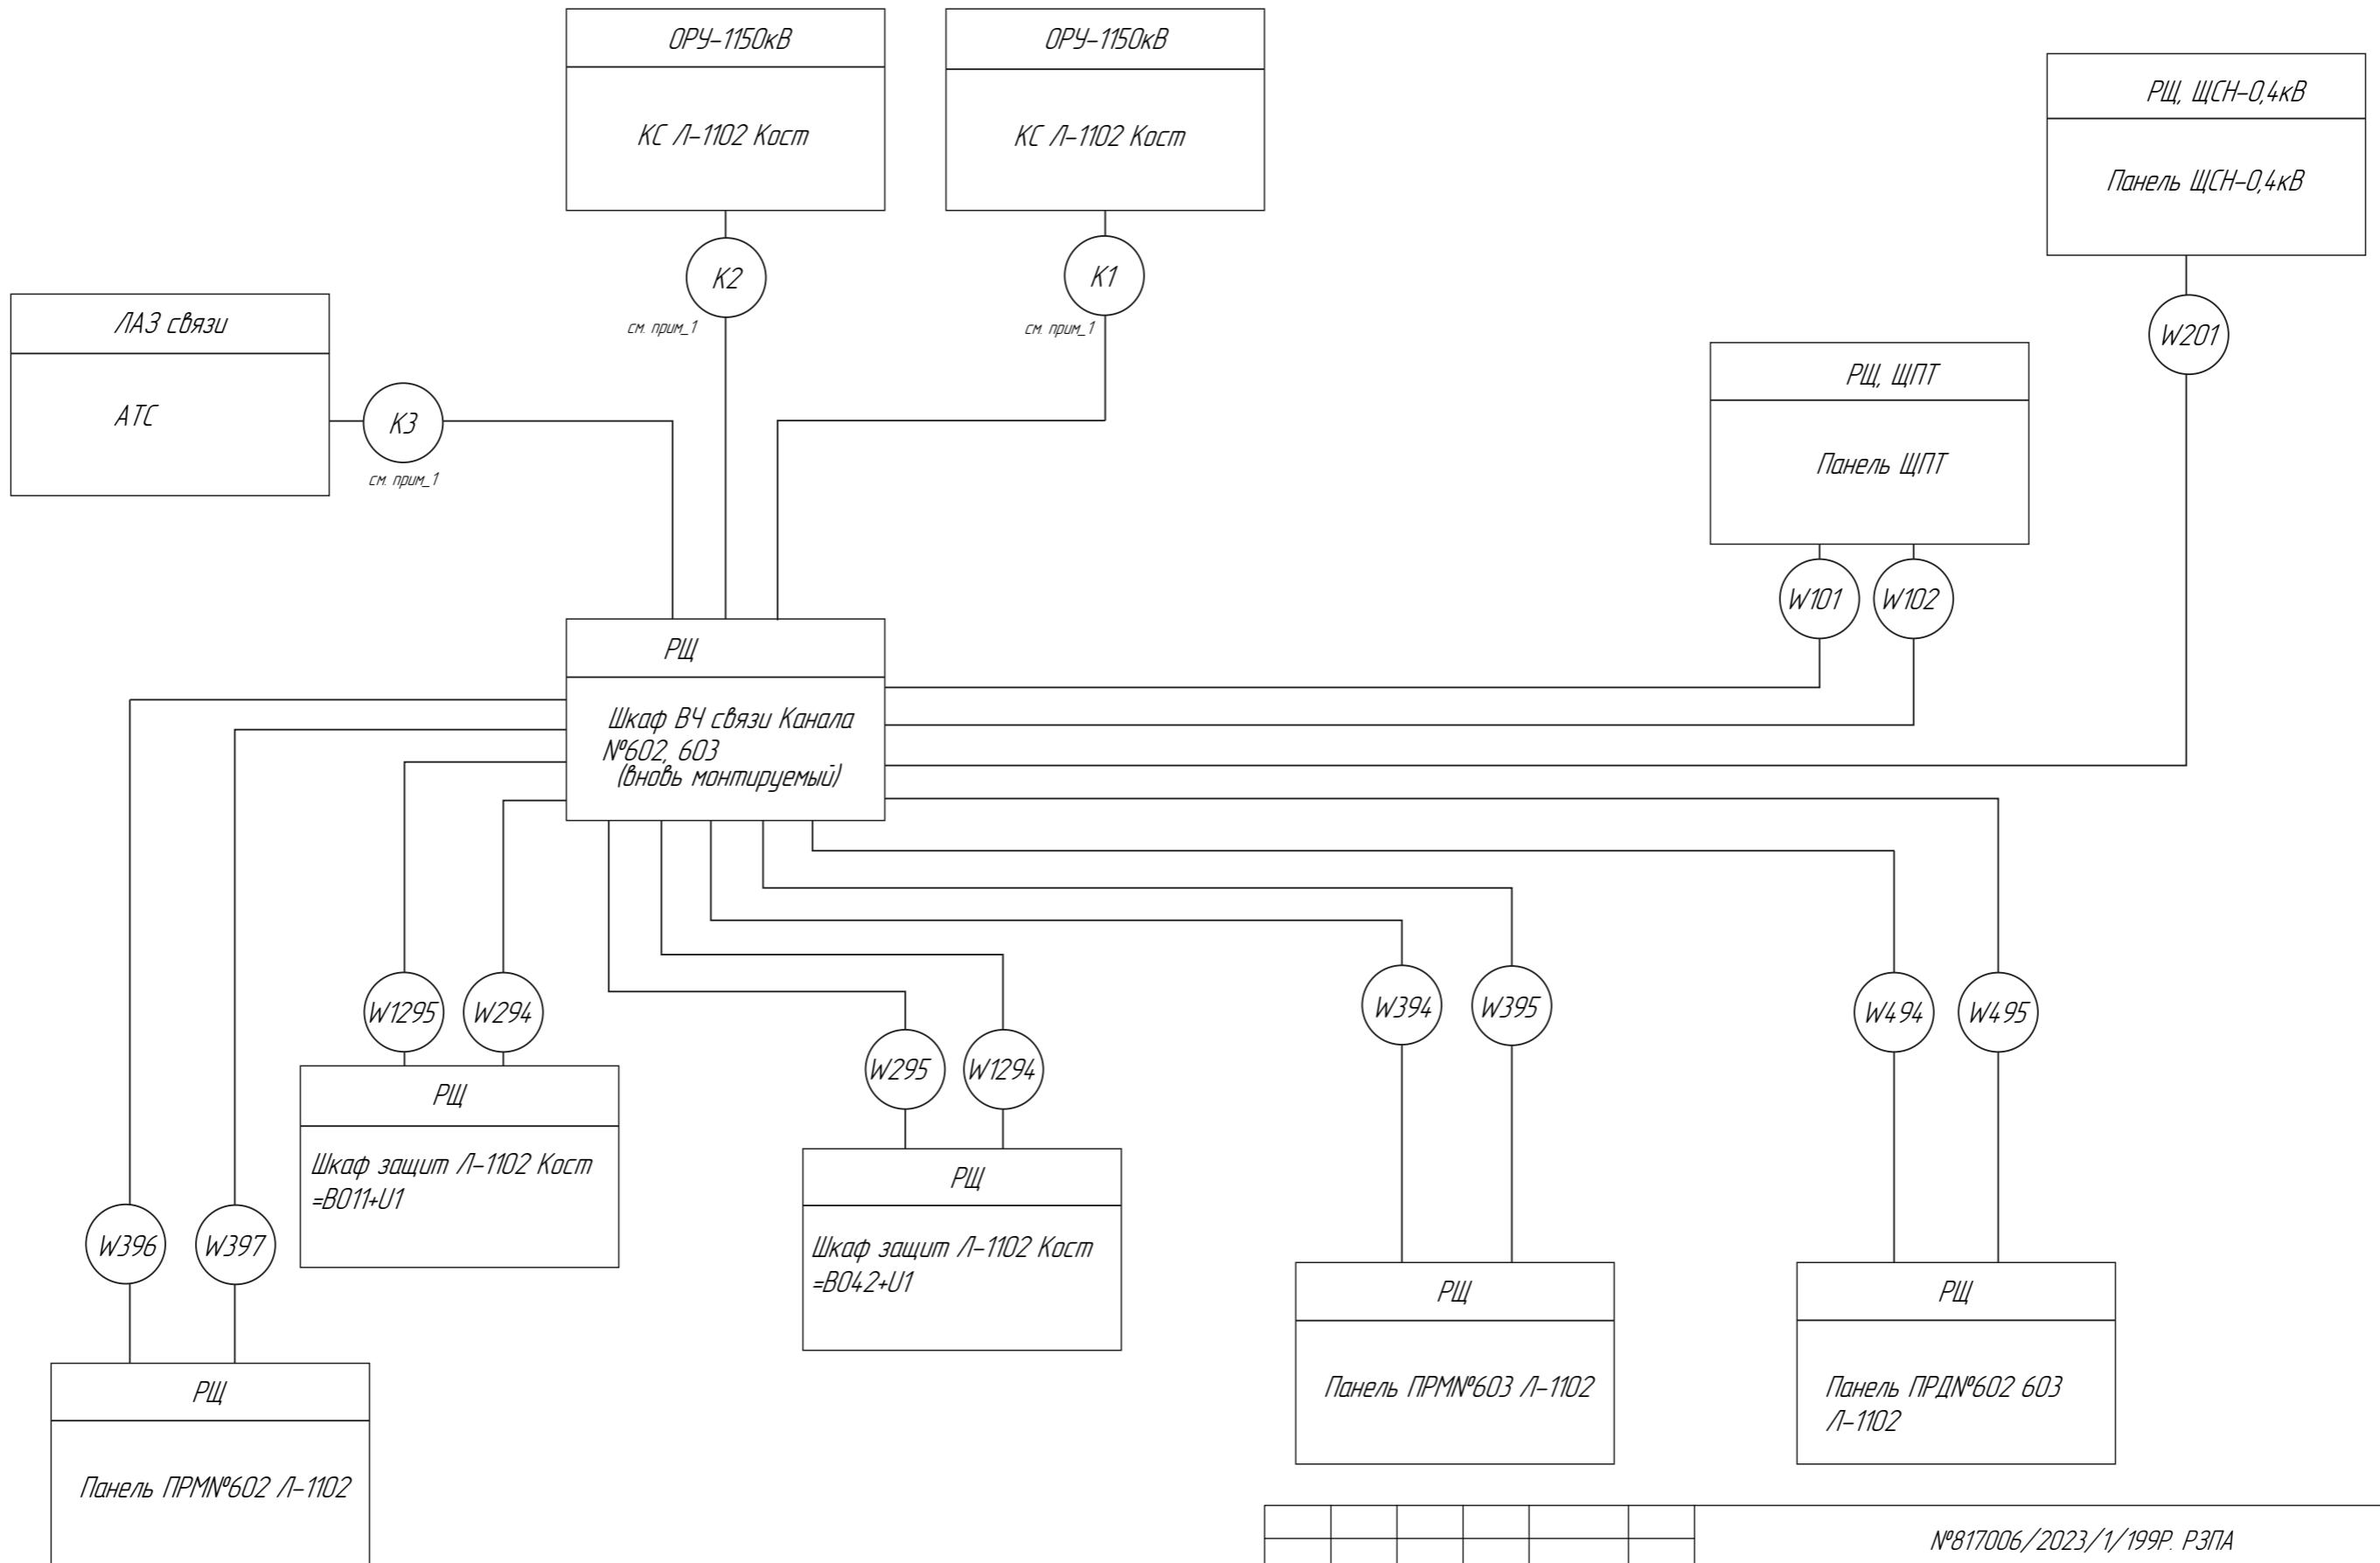 ОРУ-1150кВ
КС Л-1102 Кост
ОРУ-1150кВ
КС Л-1102 Кост
РЩ, ЩСН-0,4кВ
Панель ЩСН-0,4кВ
К2
см. прим_1
К1
см. прим_1
W201
ЛАЗ связи
АТС
К3
см. прим_1
РЩ, ЩПТ
Панель ЩПТ
W101
W102
РЩ
Шкаф ВЧ связи Канала
№602, 603
(вновь монтируемый)
W1295
W294
W295
W1294
W394
W395
W494
W495
W396
W397
РЩ
Шкаф защит Л-1102 Кост
=В011+U1
РЩ
Шкаф защит Л-1102 Кост
=В042+U1
РЩ
Панель ПРМ№603 Л-1102
РЩ
Панель ПРД№602 603
Л-1102
РЩ
Панель ПРМ№602 Л-1102
№817006/2023/1/199Р. РЗПА